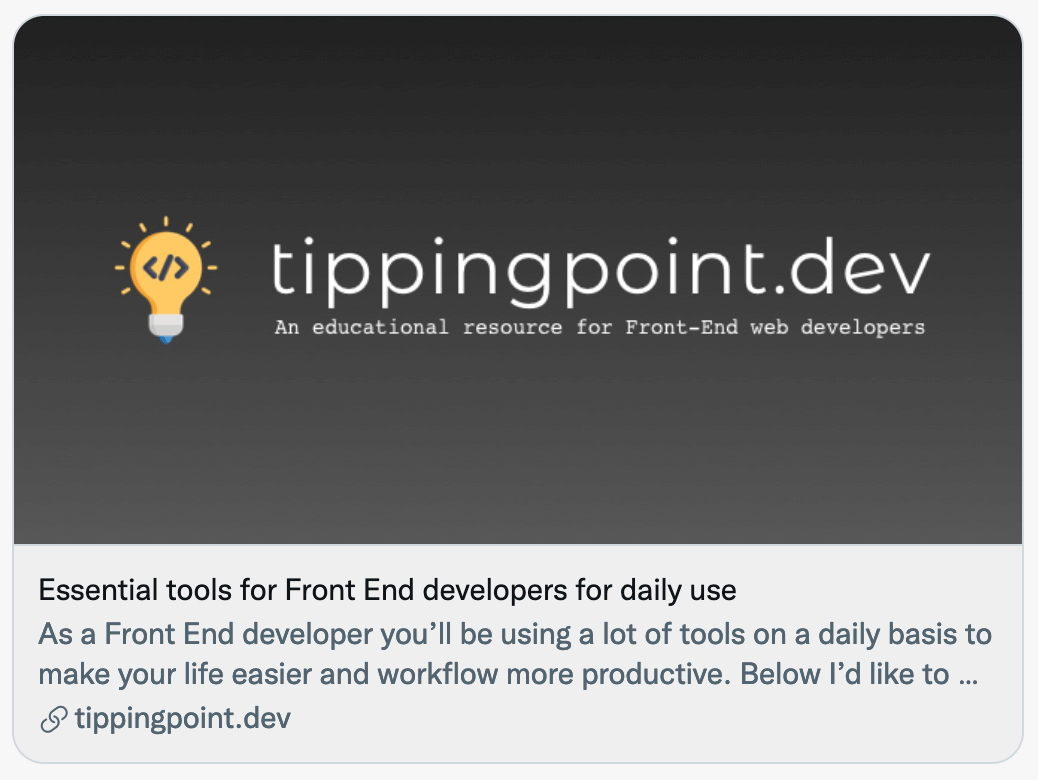 </>
tippingpoint.dev
An educational resource for Front-End web developers
Essential tools for Front End developers for daily use
As a Front End developer you’ll be using a lot of tools on a daily basis to
make your life easier and workflow more productive. Below I’d like to ...
tippingpoint.dev